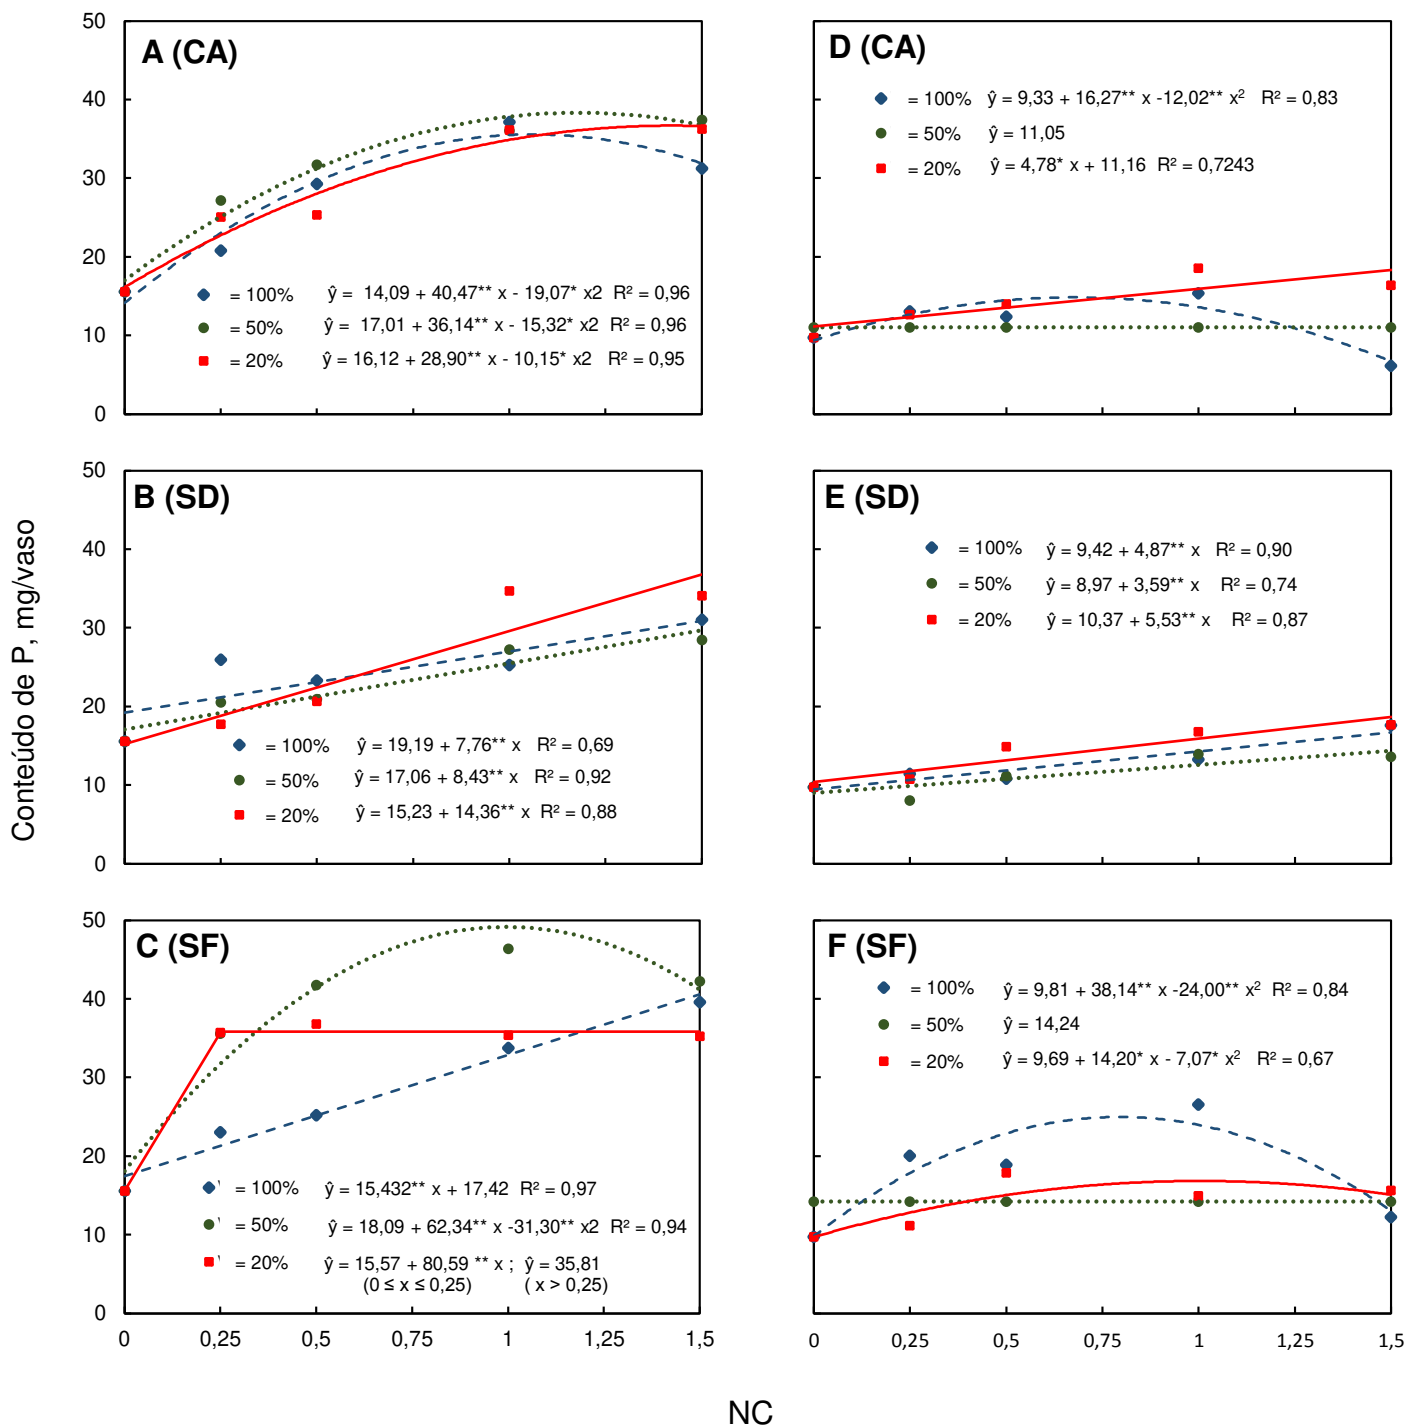 Conteúdo de P, mg/vaso
50
40
30
20
10
0
A (CA)
= 100% ŷ = 14,09 + 40,47** x - 19,07* x2 R² = 0,96
= 50% ŷ = 17,01 + 36,14** x - 15,32* x2 R² = 0,96
= 20% ŷ = 16,12 + 28,90** x - 10,15* x2 R² = 0,95
D (CA)
= 100% ŷ = 9,33 + 16,27** x -12,02** x² R² = 0,83
= 50% ŷ = 11,05
= 20% ŷ = 4,78* x + 11,16 R² = 0,7243
50
40
30
20
10
0
B (SD)
= 100% ŷ = 19,19 + 7,76** x R² = 0,69
= 50% ŷ = 17,06 + 8,43** x R² = 0,92
= 20% ŷ = 15,23 + 14,36** x R² = 0,88
E (SD)
= 100% ŷ = 9,42 + 4,87** x R² = 0,90
= 50% ŷ = 8,97 + 3,59** x R² = 0,74
= 20% ŷ = 10,37 + 5,53** x R² = 0,87
50
40
30
20
10
0
C (SF)
= 100% ŷ = 15,432** x + 17,42 R² = 0,97
= 50% ŷ = 18,09 + 62,34** x -31,30** x2 R² = 0,94
= 20% ŷ = 15,57 + 80,59 ** x ; ŷ = 35,81
(0 ≤ x ≤ 0,25) ( x > 0,25)
0 0,25 0,5 0,75 1 1,25 1,5
F (SF)
= 100% ŷ = 9,81 + 38,14** x -24,00** x² R² = 0,84
= 50% ŷ = 14,24
= 20% ŷ = 9,69 + 14,20* x - 7,07* x² R² = 0,67
0 0,25 0,5 0,75 1 1,25 1,5
NC